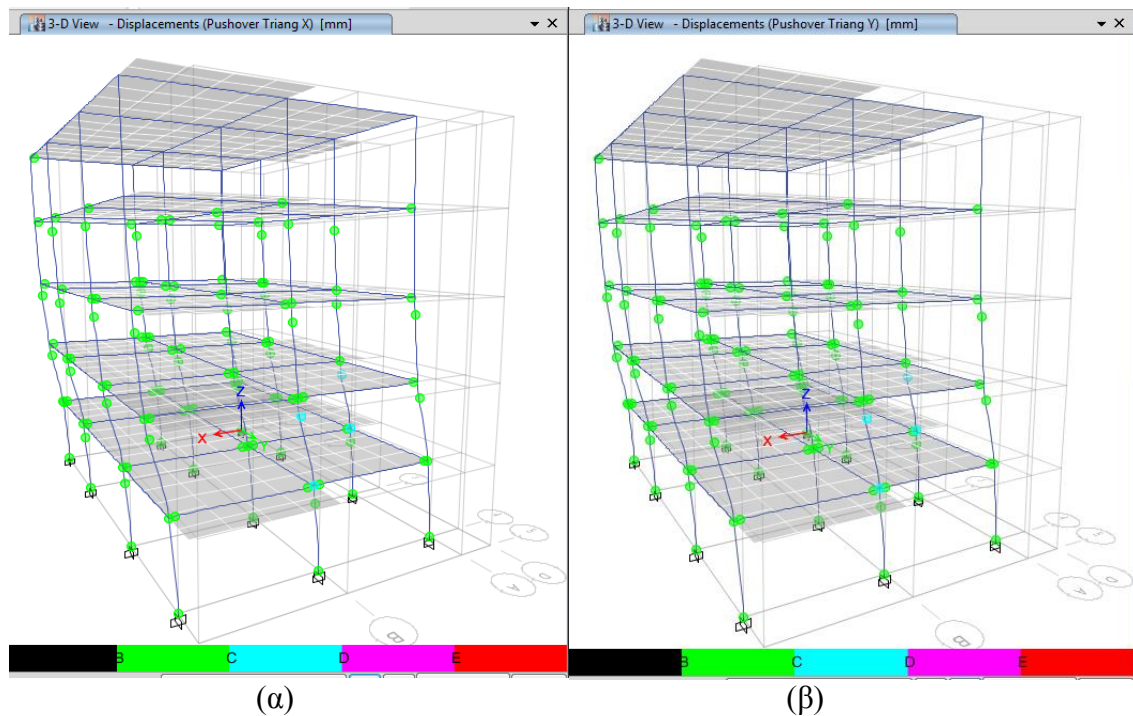 3-D View - Displacements (Pushover Triang X) [mm]
Z
X
Y
A
D
B
B C D E
(α)
3-D View - Displacements (Pushover Triang Y) [mm]
Z
X
Y
A
D
B
B C D E
(β)